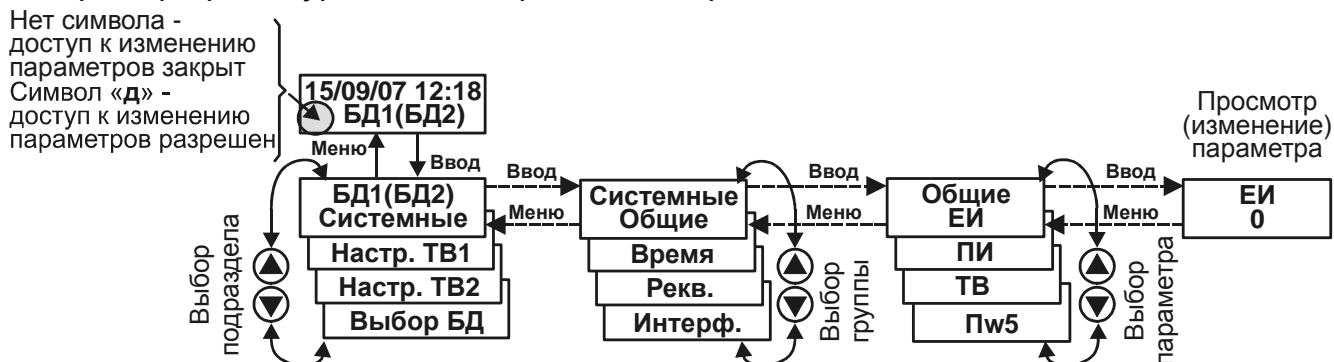 Нет символа -
доступ к изменению
параметров закрыт
Символ «д» -
доступ к изменению
параметров разрешен
15/09/07 12:18
БД1(БД2)
Меню
Ввод
БД1(БД2)
Системные
Настр. ТВ1
Настр. ТВ2
Выбор БД
Выбор
подраздела
Ввод
Меню
Системные
Общие
Время
Рекв.
Интерф.
Выбор
группы
Ввод
Меню
Общие
ЕИ
ПИ
ТВ
Пw5
Выбор
параметра
Ввод
Меню
Просмотр
(изменение)
параметра
ЕИ
0